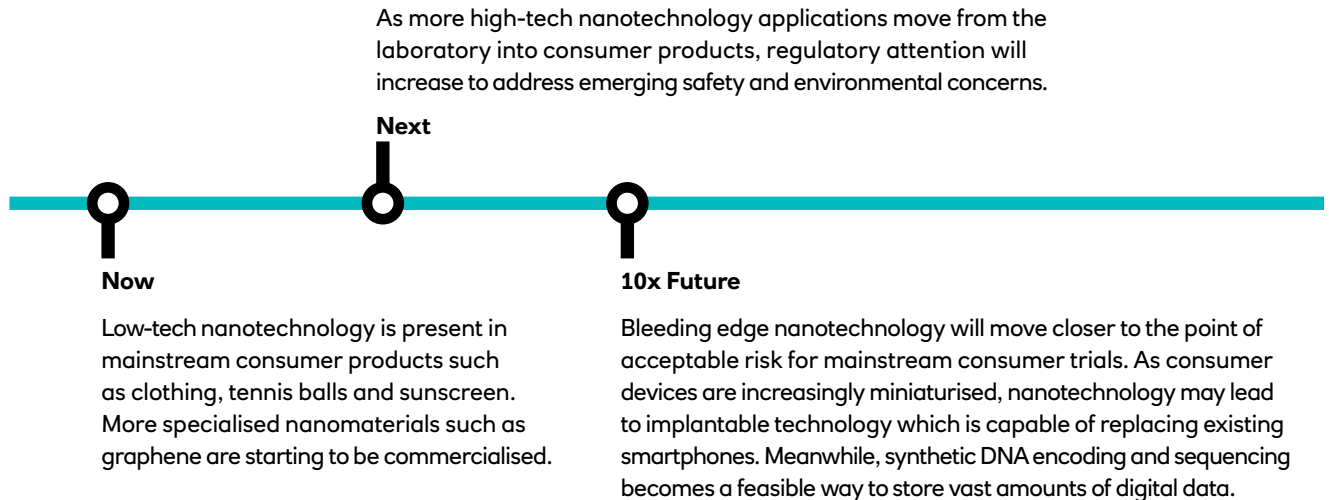 As more high-tech nanotechnology applications move from the
laboratory into consumer products, regulatory attention will
increase to address emerging safety and environmental concerns.
Next
Now
Low-tech nanotechnology is present in
mainstream consumer products such
as clothing, tennis balls and sunscreen.
More specialised nanomaterials such as
graphene are starting to be commercialised.
10x Future
Bleeding edge nanotechnology will move closer to the point of
acceptable risk for mainstream consumer trials. As consumer
devices are increasingly miniaturised, nanotechnology may lead
to implantable technology which is capable of replacing existing
smartphones. Meanwhile, synthetic DNA encoding and sequencing
becomes a feasible way to store vast amounts of digital data.